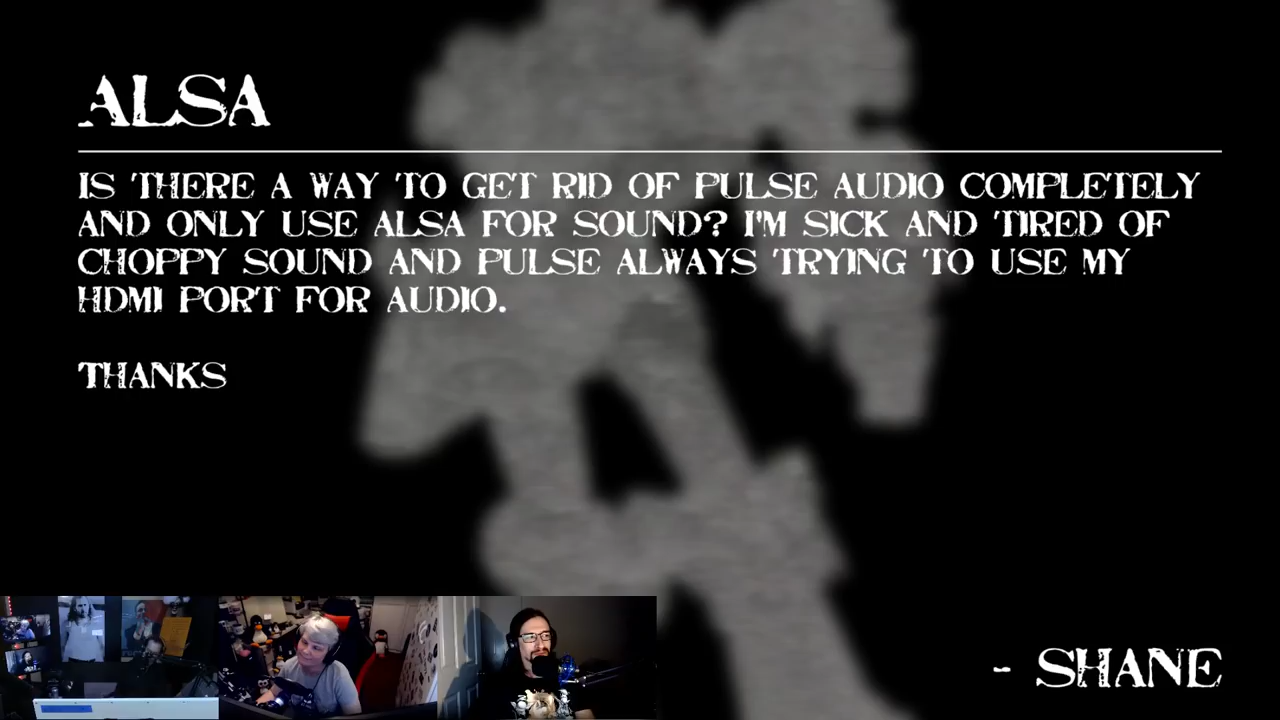 ALSA
IS THERE A WAY TO GET RID OF PULSE AUDIO COMPLETELY
AND ONLY USE ALSA FOR SOUND? I'M SICK AND TIRED OF
CHOPPY SOUND AND PULSE ALWAYS TRYING TO USE MY
HDMI PORT FOR AUDIO.
THANKS
- SHANE